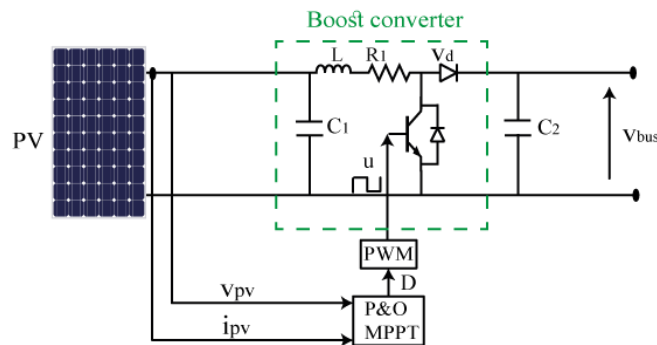 Boost converter
L
R1
Vd
PV
C1
C2
Vbus
u
PWM
D
P&O
MPPT
vpv
ipv